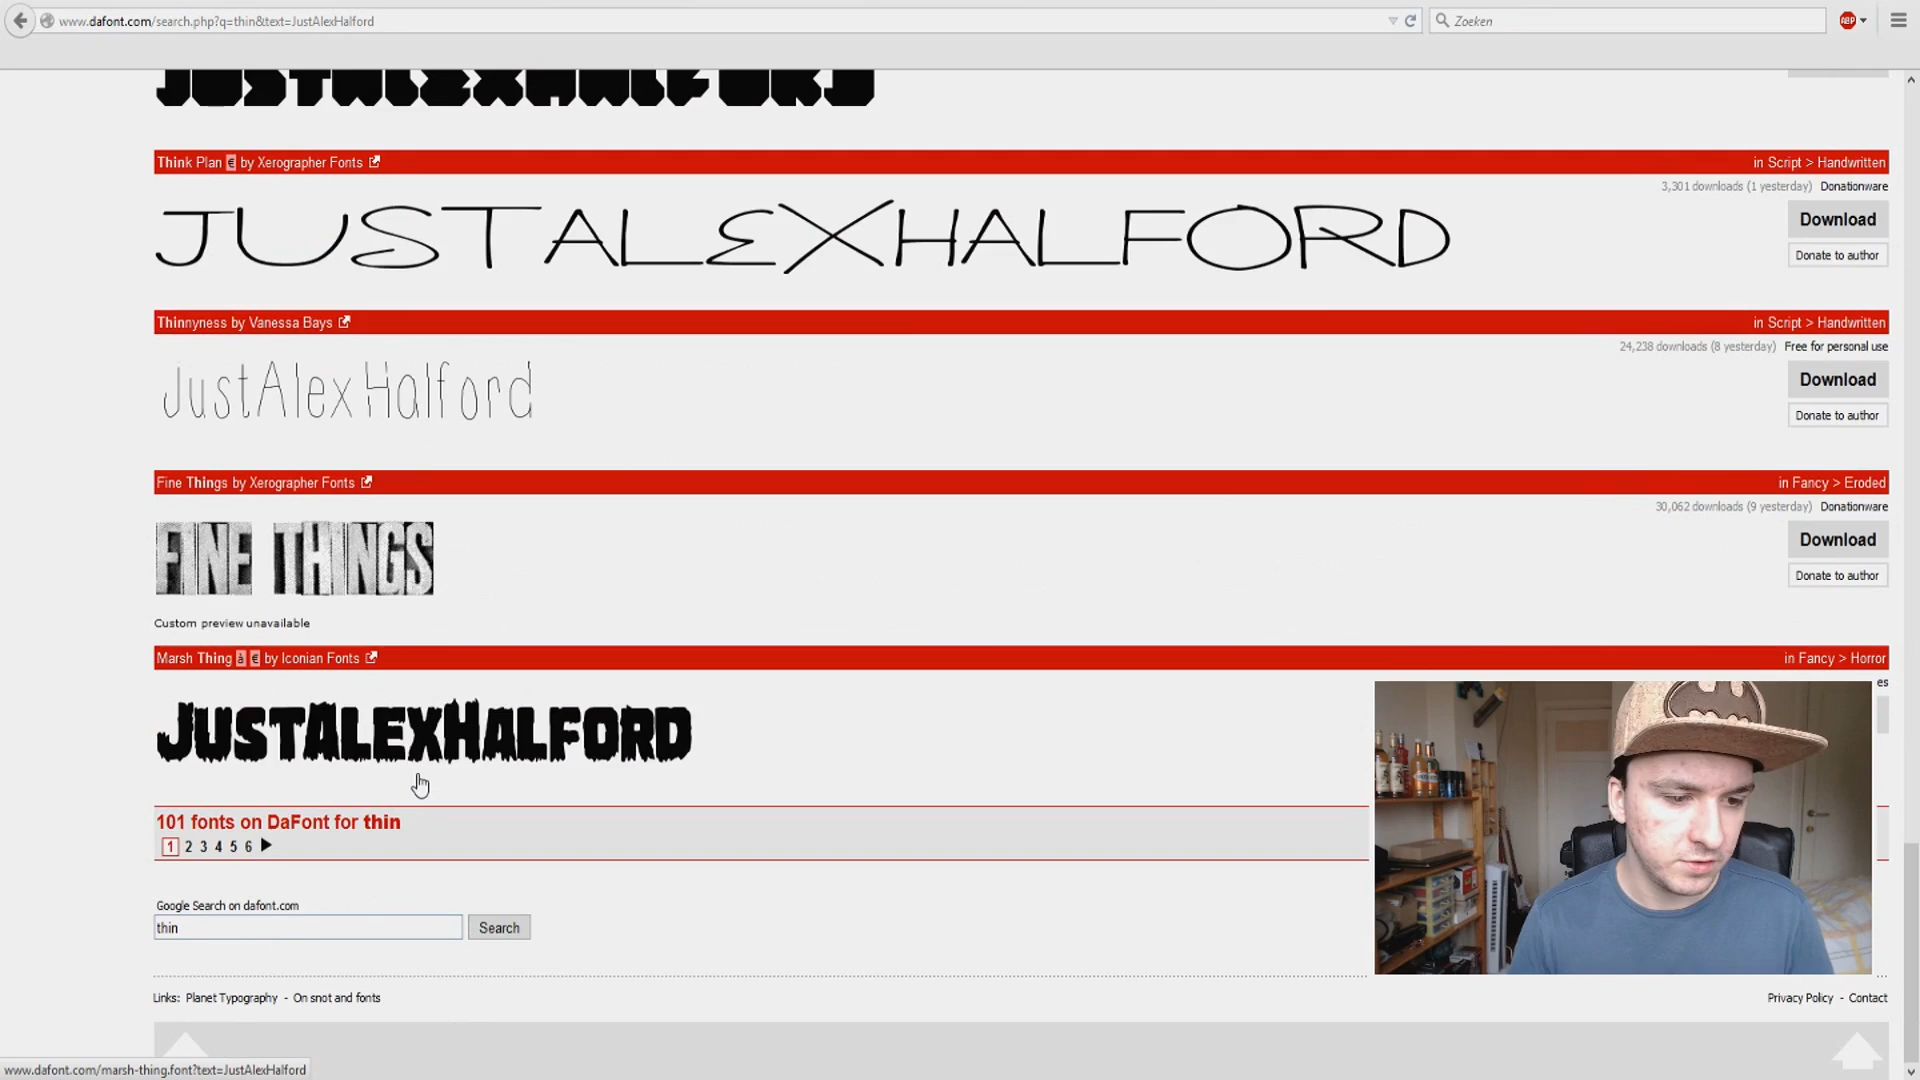 www.dafont.com/search.php?q=thin&text=JustAlexHalford
Zoeken
ABP
JUSTALEXHALFORD
Think Plan € by Xerographer Fonts
in Script > Handwritten
3,301 downloads (1 yesterday) Donationware
JUSTALEXHALFORD
Download
Donate to author
Thinnyness by Vanessa Bays
in Script > Handwritten
24,238 downloads (8 yesterday) Free for personal use
JustAlexHalford
Download
Donate to author
Fine Things by Xerographer Fonts
in Fancy > Eroded
30,062 downloads (9 yesterday) Donationware
FINE THINGS
Download
Donate to author
Custom preview unavailable
Marsh Thing à € by Iconian Fonts
in Fancy > Horror
es
JUSTALEXHALFORD
101 fonts on DaFont for thin
1 2 3 4 5 6
Google Search on dafont.com
thin
Search
Links: Planet Typography - On snot and fonts
Privacy Policy - Contact
www.dafont.com/marsh-thing.font?text=JustAlexHalford